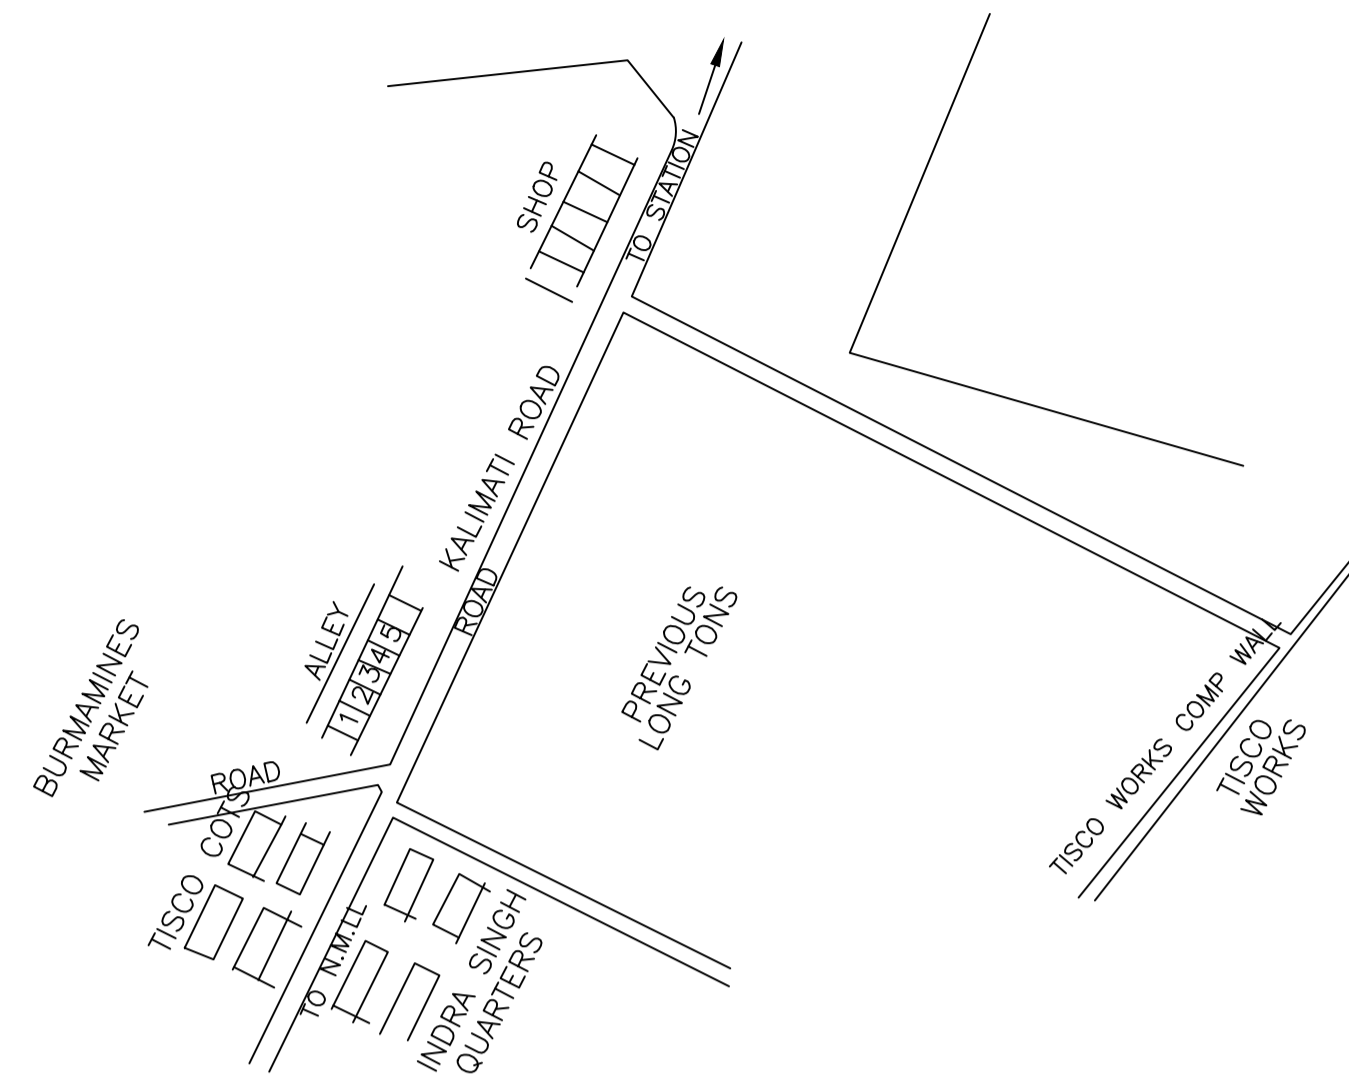 TO STATION
SHOP
KALIMATI ROAD
ROAD
ALLEY
1 2 3 4 5
BURMAMINES
MARKET
PREVIOUS
LONG TONS
TISCO WORKS COMP WALL
TISCO
WORKS
ROAD
TISCO COTS
TO N.M.LL
INDRA SINGH
QUARTERS